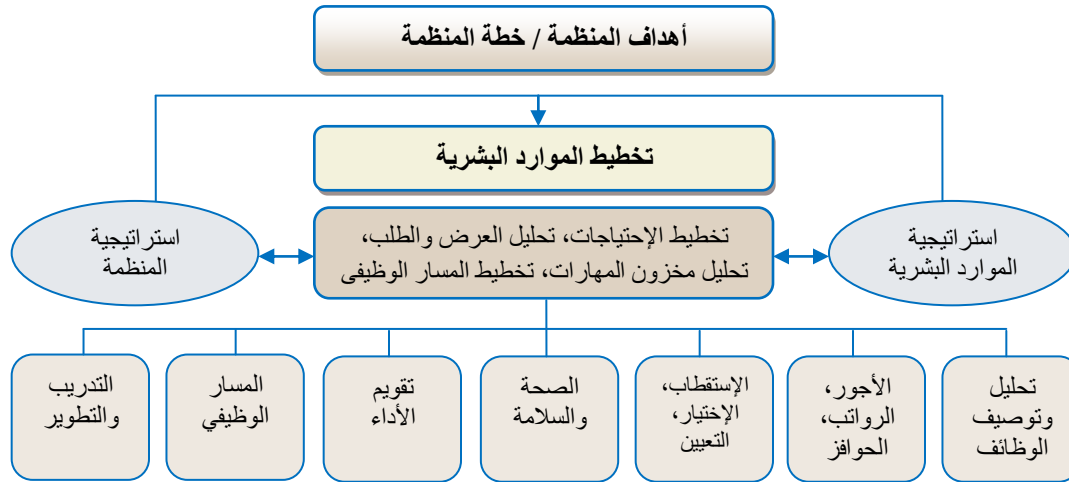 أهداف المنظمة / خطة المنظمة
تخطيط الموارد البشرية
استراتيجية
الموارد البشرية
تخطيط الإحتياجات، تحليل العرض والطلب،
تحليل مخزون المهارات، تخطيط المسار الوظيفى
استراتيجية
المنظمة
تحليل
وتوصيف
الوظائف
الأجور،
الرواتب،
الحوافز
الإستقطاب،
الإختيار،
التعيين
الصحة
والسلامة
تقويم
الأداء
المسار
الوظيفي
التدريب
والتطوير